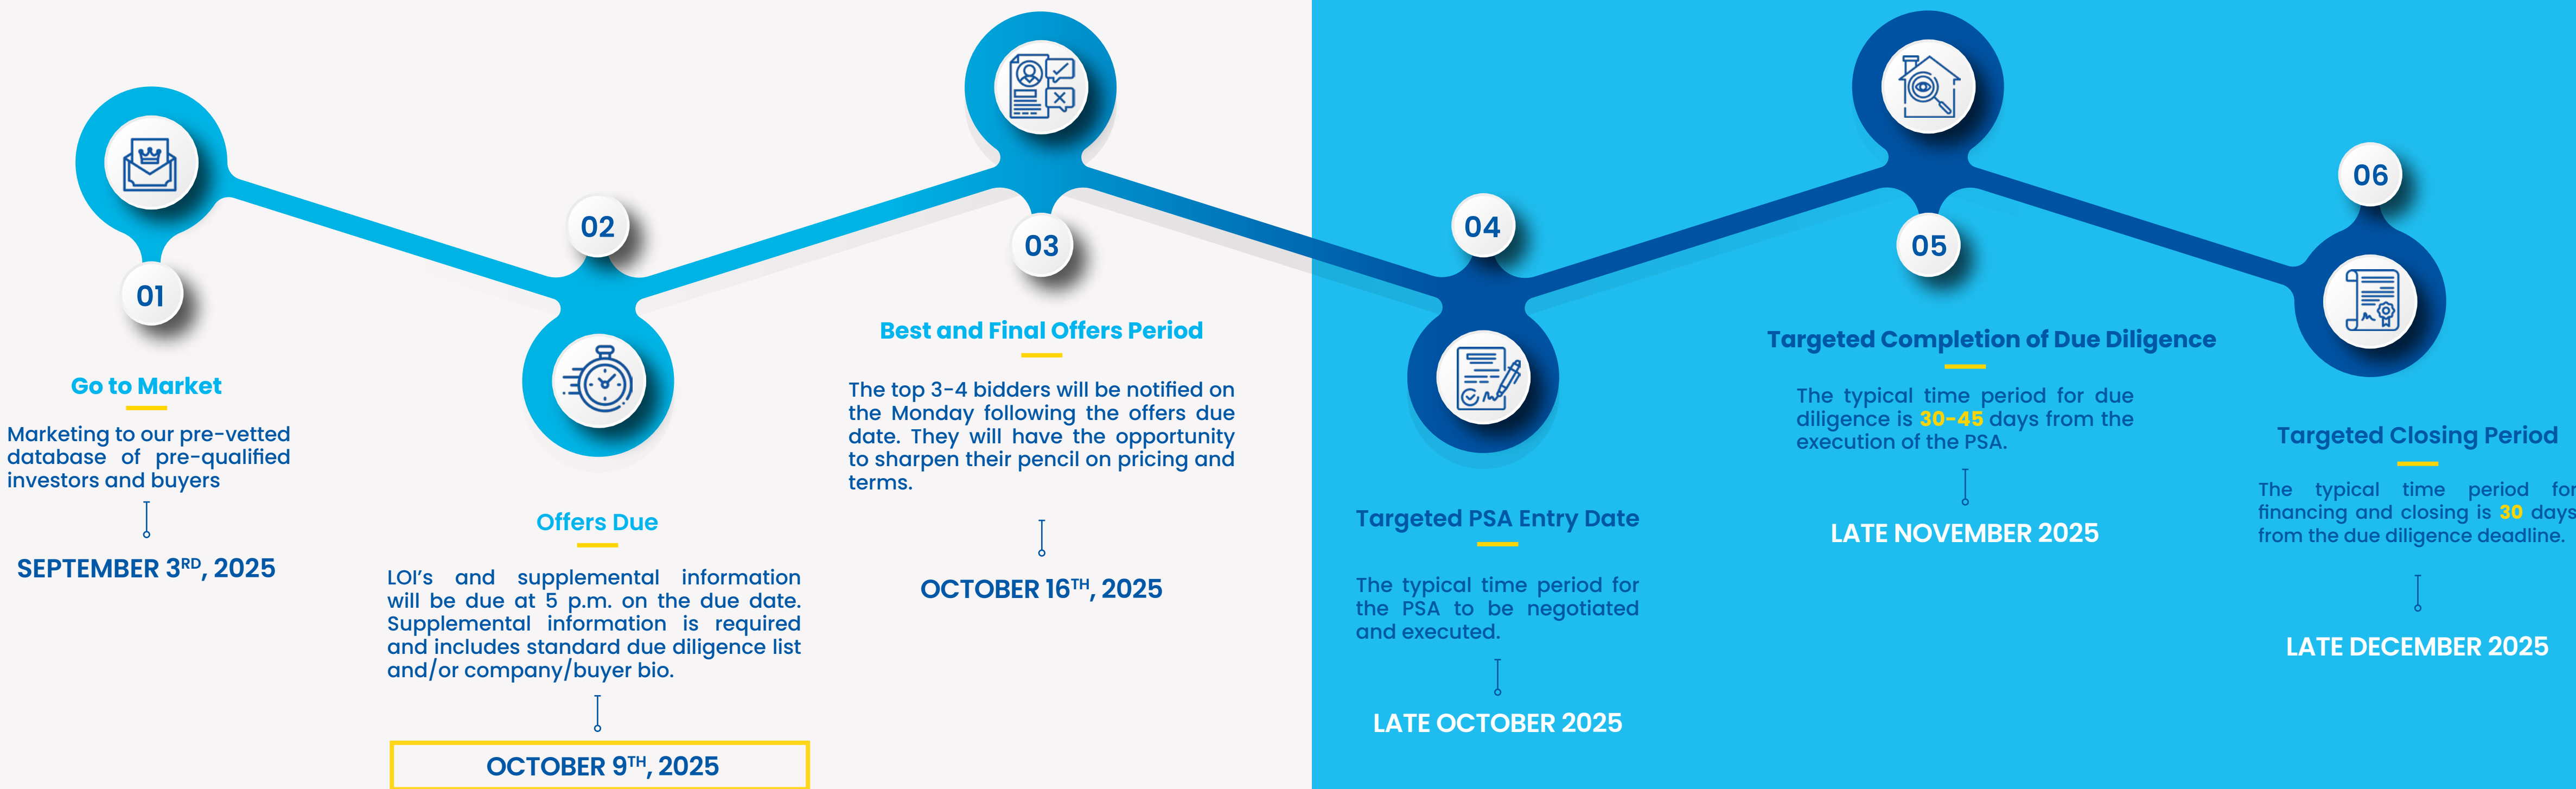 01
Go to Market
Marketing to our pre-vetted
database of pre-qualified
investors and buyers
SEPTEMBER 3RD, 2025
02
Offers Due
LOI's and supplemental information
will be due at 5 p.m. on the due date.
Supplemental information is required
and includes standard due diligence list
and/or company/buyer bio.
OCTOBER 9TH, 2025
03
Best and Final Offers Period
The top 3-4 bidders will be notified on
the Monday following the offers due
date. They will have the opportunity
to sharpen their pencil on pricing and
terms.
OCTOBER 16TH, 2025
04
Targeted PSA Entry Date
The typical time period for
the PSA to be negotiated
and executed.
LATE OCTOBER 2025
05
Targeted Completion of Due Diligence
The typical time period for due
diligence is 30-45 days from the
execution of the PSA.
LATE NOVEMBER 2025
06
Targeted Closing Period
The typical time period for
financing and closing is 30 days
from the due diligence deadline.
LATE DECEMBER 2025